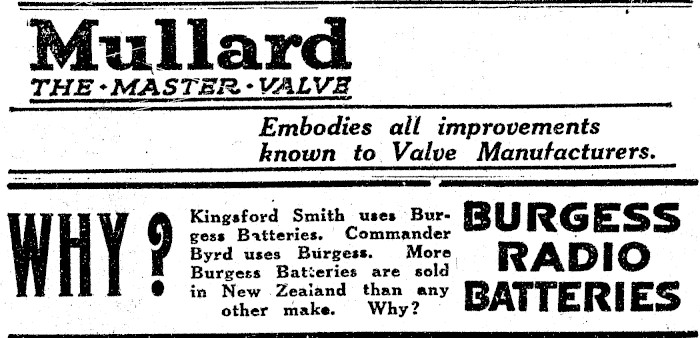 Mullard
THE·MASTER·VALVE
Embodies all improvements
known to Valve Manufacturers.
WHY?
Kingsford Smith uses Bur-
gess Batteries. Commander
Byrd uses Burgess. More
Burgess Batteries are sold
in New Zealand than any
other make. Why?
BURGESS
RADIO
BATTERIES